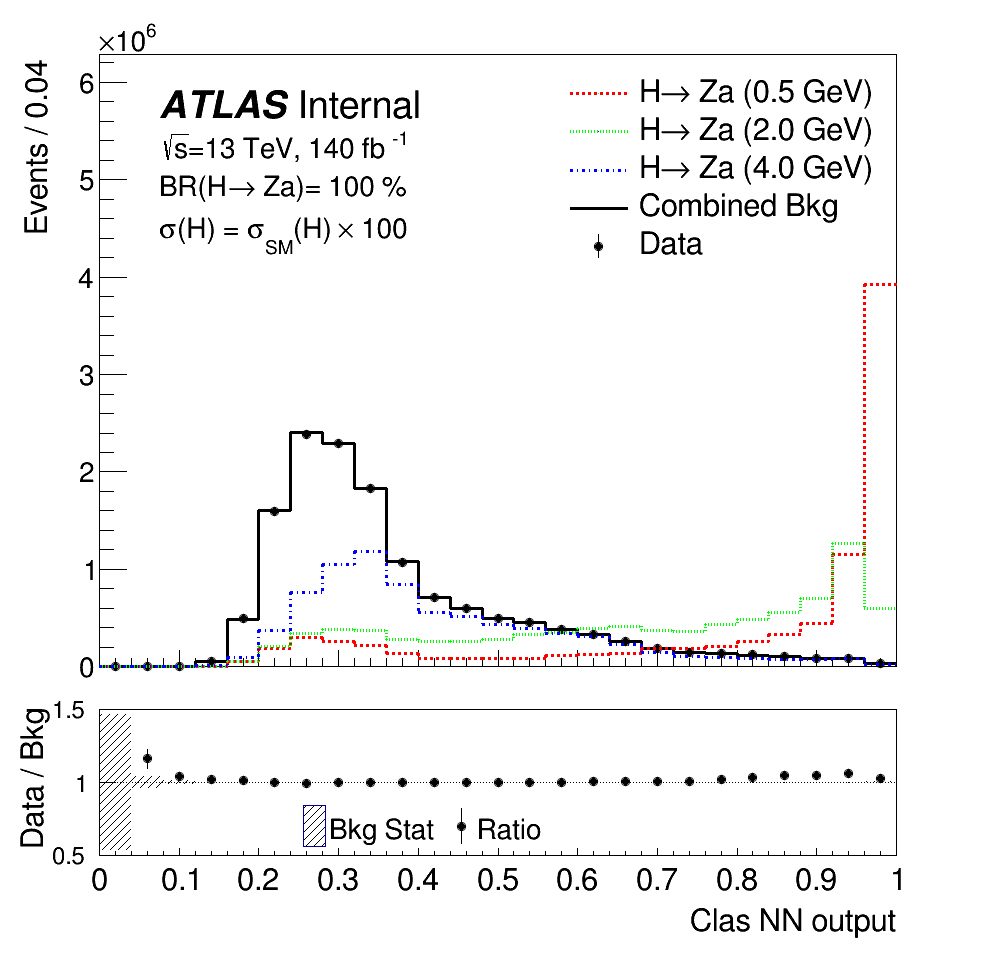 ×10⁶
Events / 0.04
6
5
4
3
2
1
0
ATLAS Internal
√s=13 TeV, 140 fb⁻¹
BR(H→ Za)= 100 %
σ(H) = σ_SM(H) × 100
H→ Za (0.5 GeV)
H→ Za (2.0 GeV)
H→ Za (4.0 GeV)
Combined Bkg
Data
Data / Bkg
1.5
1
0.5
Bkg Stat
Ratio
0 0.1 0.2 0.3 0.4 0.5 0.6 0.7 0.8 0.9 1
Clas NN output